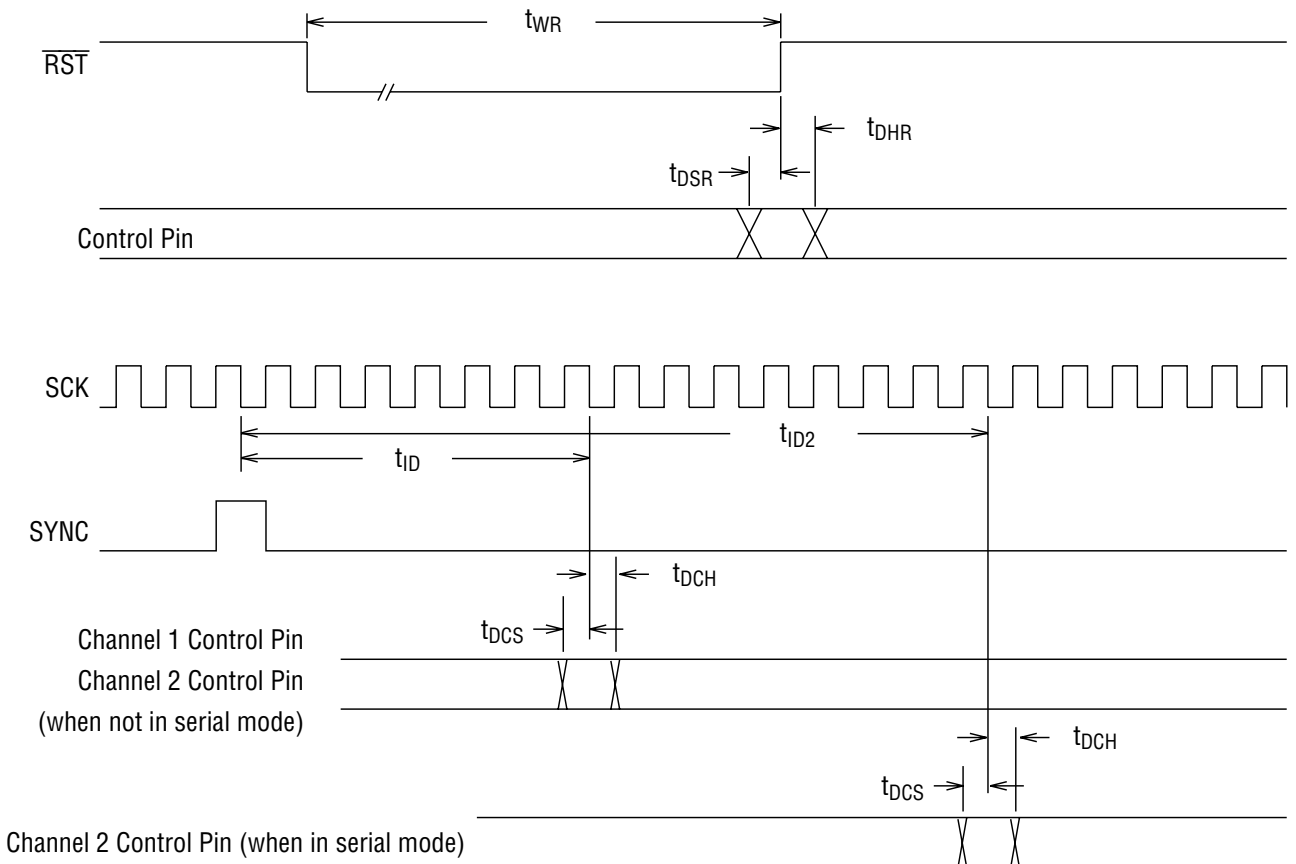 tWR
RST
tDHR
tDSR
Control Pin
SCK
tID2
tID
SYNC
tDCH
tDCS
Channel 1 Control Pin
Channel 2 Control Pin
(when not in serial mode)
tDCH
tDCS
Channel 2 Control Pin (when in serial mode)